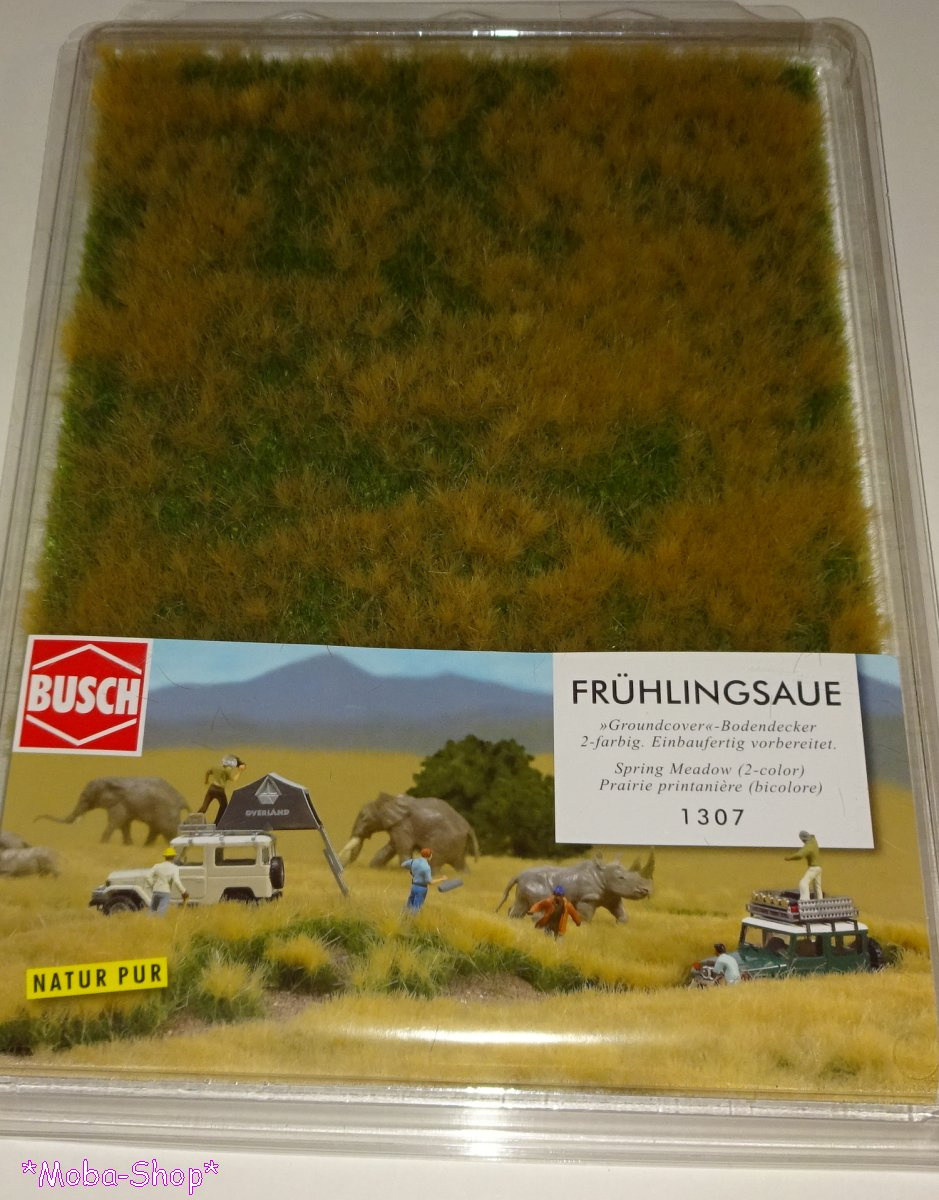 BUSCH
FRÜHLINGSAUE
»Groundcover«-Bodendecker
2-farbig. Einbaufertig vorbereitet.
Spring Meadow (2-color)
Prairie printanière (bicolore)
1307
OVERLAND
NATUR PUR
*Moba-Shop*